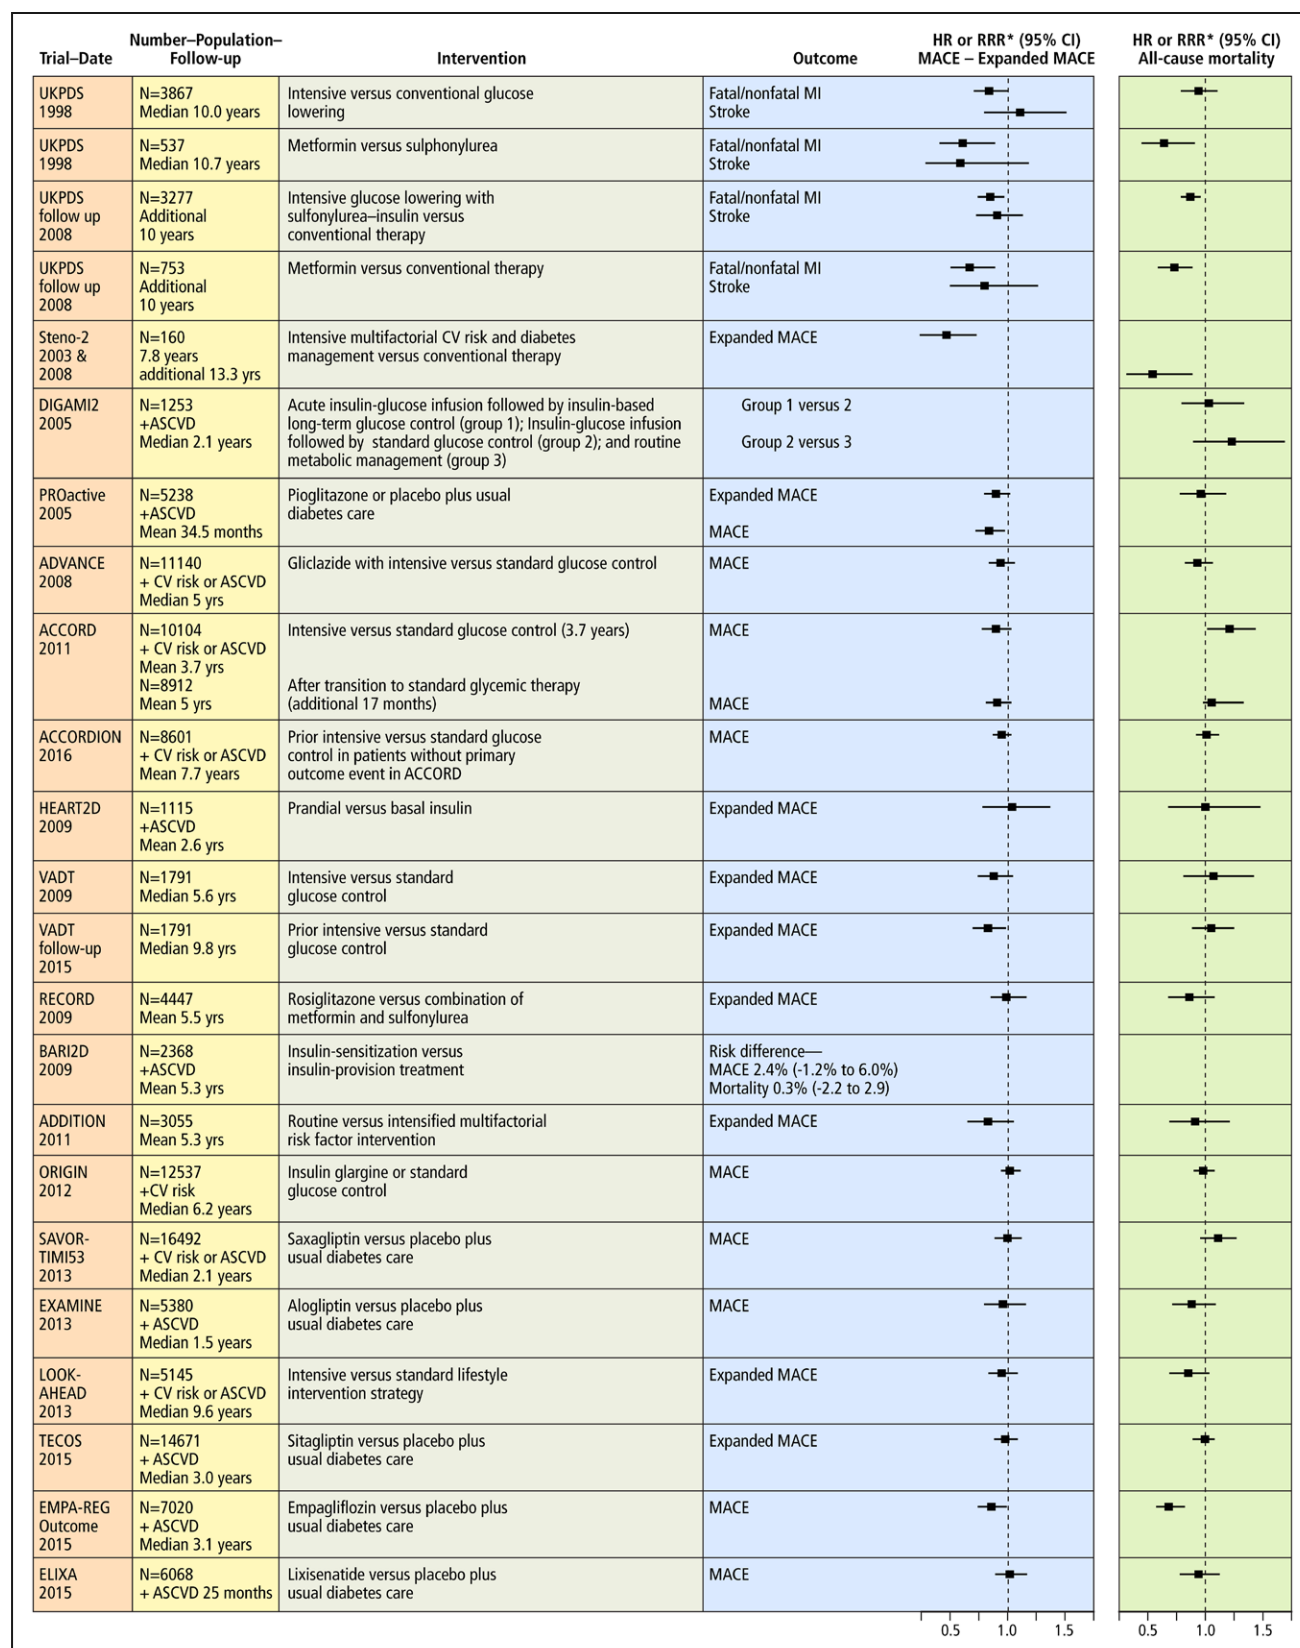 Trial–Date
Number–Population–
Follow-up
Intervention
Outcome
HR or RRR* (95% CI)
MACE – Expanded MACE
HR or RRR* (95% CI)
All-cause mortality
UKPDS
1998
N=3867
Median 10.0 years
Intensive versus conventional glucose
lowering
Fatal/nonfatal MI
Stroke
UKPDS
1998
N=537
Median 10.7 years
Metformin versus sulphonylurea
Fatal/nonfatal MI
Stroke
UKPDS
follow up
2008
N=3277
Additional
10 years
Intensive glucose lowering with
sulfonylurea–insulin versus
conventional therapy
Fatal/nonfatal MI
Stroke
UKPDS
follow up
2008
N=753
Additional
10 years
Metformin versus conventional therapy
Fatal/nonfatal MI
Stroke
Steno-2
2003 &
2008
N=160
7.8 years
additional 13.3 yrs
Intensive multifactorial CV risk and diabetes
management versus conventional therapy
Expanded MACE
DIGAMI2
2005
N=1253
+ASCVD
Median 2.1 years
Acute insulin-glucose infusion followed by insulin-based
long-term glucose control (group 1); Insulin-glucose infusion
followed by standard glucose control (group 2); and routine
metabolic management (group 3)
Group 1 versus 2
Group 2 versus 3
PROactive
2005
N=5238
+ASCVD
Mean 34.5 months
Pioglitazone or placebo plus usual
diabetes care
Expanded MACE
MACE
ADVANCE
2008
N=11140
+ CV risk or ASCVD
Median 5 yrs
Gliclazide with intensive versus standard glucose control
MACE
ACCORD
2011
N=10104
+ CV risk or ASCVD
Mean 3.7 yrs
N=8912
Mean 5 yrs
Intensive versus standard glucose control (3.7 years)
After transition to standard glycemic therapy
(additional 17 months)
MACE
MACE
ACCORDION
2016
N=8601
+ CV risk or ASCVD
Mean 7.7 years
Prior intensive versus standard glucose
control in patients without primary
outcome event in ACCORD
MACE
HEART2D
2009
N=1115
+ASCVD
Mean 2.6 yrs
Prandial versus basal insulin
Expanded MACE
VADT
2009
N=1791
Median 5.6 yrs
Intensive versus standard
glucose control
Expanded MACE
VADT
follow-up
2015
N=1791
Median 9.8 yrs
Prior intensive versus standard
glucose control
Expanded MACE
RECORD
2009
N=4447
Mean 5.5 yrs
Rosiglitazone versus combination of
metformin and sulfonylurea
Expanded MACE
BARI2D
2009
N=2368
+ASCVD
Mean 5.3 yrs
Insulin-sensitization versus
insulin-provision treatment
Risk difference—
MACE 2.4% (-1.2% to 6.0%)
Mortality 0.3% (-2.2 to 2.9)
ADDITION
2011
N=3055
Mean 5.3 yrs
Routine versus intensified multifactorial
risk factor intervention
Expanded MACE
ORIGIN
2012
N=12537
+CV risk
Median 6.2 years
Insulin glargine or standard
glucose control
MACE
SAVOR-
TIMI53
2013
N=16492
+ CV risk or ASCVD
Median 2.1 years
Saxagliptin versus placebo plus
usual diabetes care
MACE
EXAMINE
2013
N=5380
+ ASCVD
Median 1.5 years
Alogliptin versus placebo plus
usual diabetes care
MACE
LOOK-
AHEAD
2013
N=5145
+ CV risk or ASCVD
Median 9.6 years
Intensive versus standard lifestyle
intervention strategy
Expanded MACE
TECOS
2015
N=14671
+ ASCVD
Median 3.0 years
Sitagliptin versus placebo plus
usual diabetes care
Expanded MACE
EMPA-REG
Outcome
2015
N=7020
+ ASCVD
Median 3.1 years
Empagliflozin versus placebo plus
usual diabetes care
MACE
ELIXA
2015
N=6068
+ ASCVD 25 months
Lixisenatide versus placebo plus
usual diabetes care
MACE
0.5 1.0 1.5
0.5 1.0 1.5